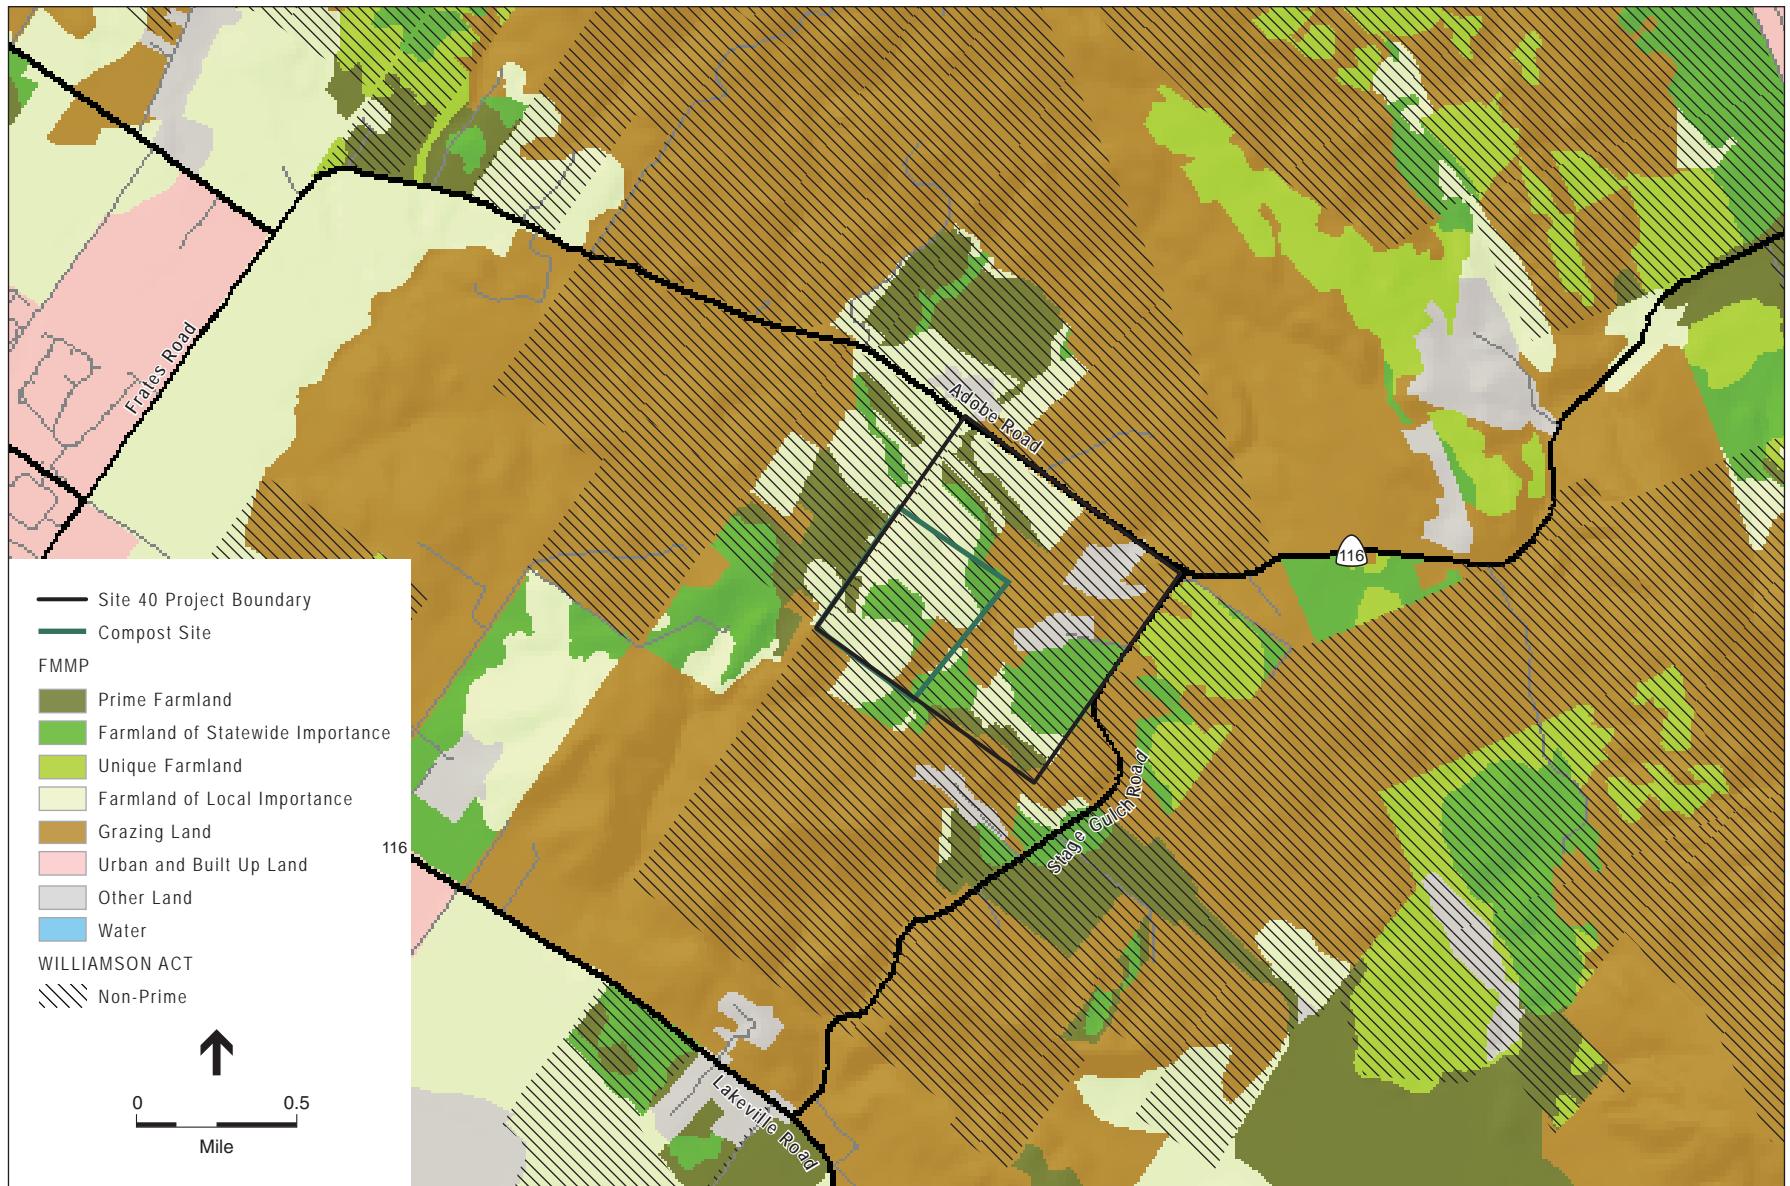 Frates Road
Adobe Road
116
Stage Gulch Road
Lakeville Road
116
Site 40 Project Boundary
Compost Site
FMMP
Prime Farmland
Farmland of Statewide Importance
Unique Farmland
Farmland of Local Importance
Grazing Land
Urban and Built Up Land
Other Land
Water
WILLIAMSON ACT
Non-Prime
0 0.5
Mile